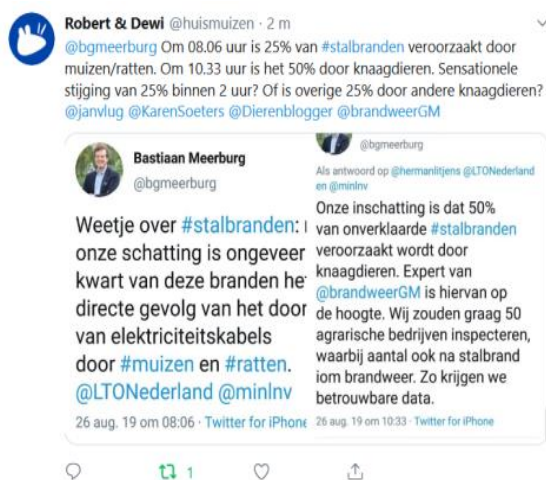 Robert & Dewi @huismuizen · 2 m
@bgmeerburg Om 08.06 uur is 25% van #stalbranden veroorzaakt door
muizen/ratten. Om 10.33 uur is het 50% door knaagdieren. Sensationele
stijging van 25% binnen 2 uur? Of is overige 25% door andere knaagdieren?
@janvlug @KarenSoeters @Dierenblogger @brandweerGM
Bastiaan Meerburg
@bgmeerburg
Weetje over #stalbranden:
onze schatting is ongeveer
kwart van deze branden he
directe gevolg van het door
van elektriciteitskabels
door #muizen en #ratten.
@LTONederland @minlnv
26 aug. 19 om 08:06 · Twitter for iPhone
@bgmeerburg
Als antwoord op @hermanlitjens @LTONederland
en @minlnv
Onze inschatting is dat 50%
van onverklaarde #stalbranden
veroorzaakt wordt door
knaagdieren. Expert van
@brandweerGM is hiervan op
de hoogte. Wij zouden graag 50
agrarische bedrijven inspecteren,
waarbij aantal ook na stalbrand
iom brandweer. Zo krijgen we
betrouwbare data.
26 aug. 19 om 10:33 · Twitter for iPhone
1